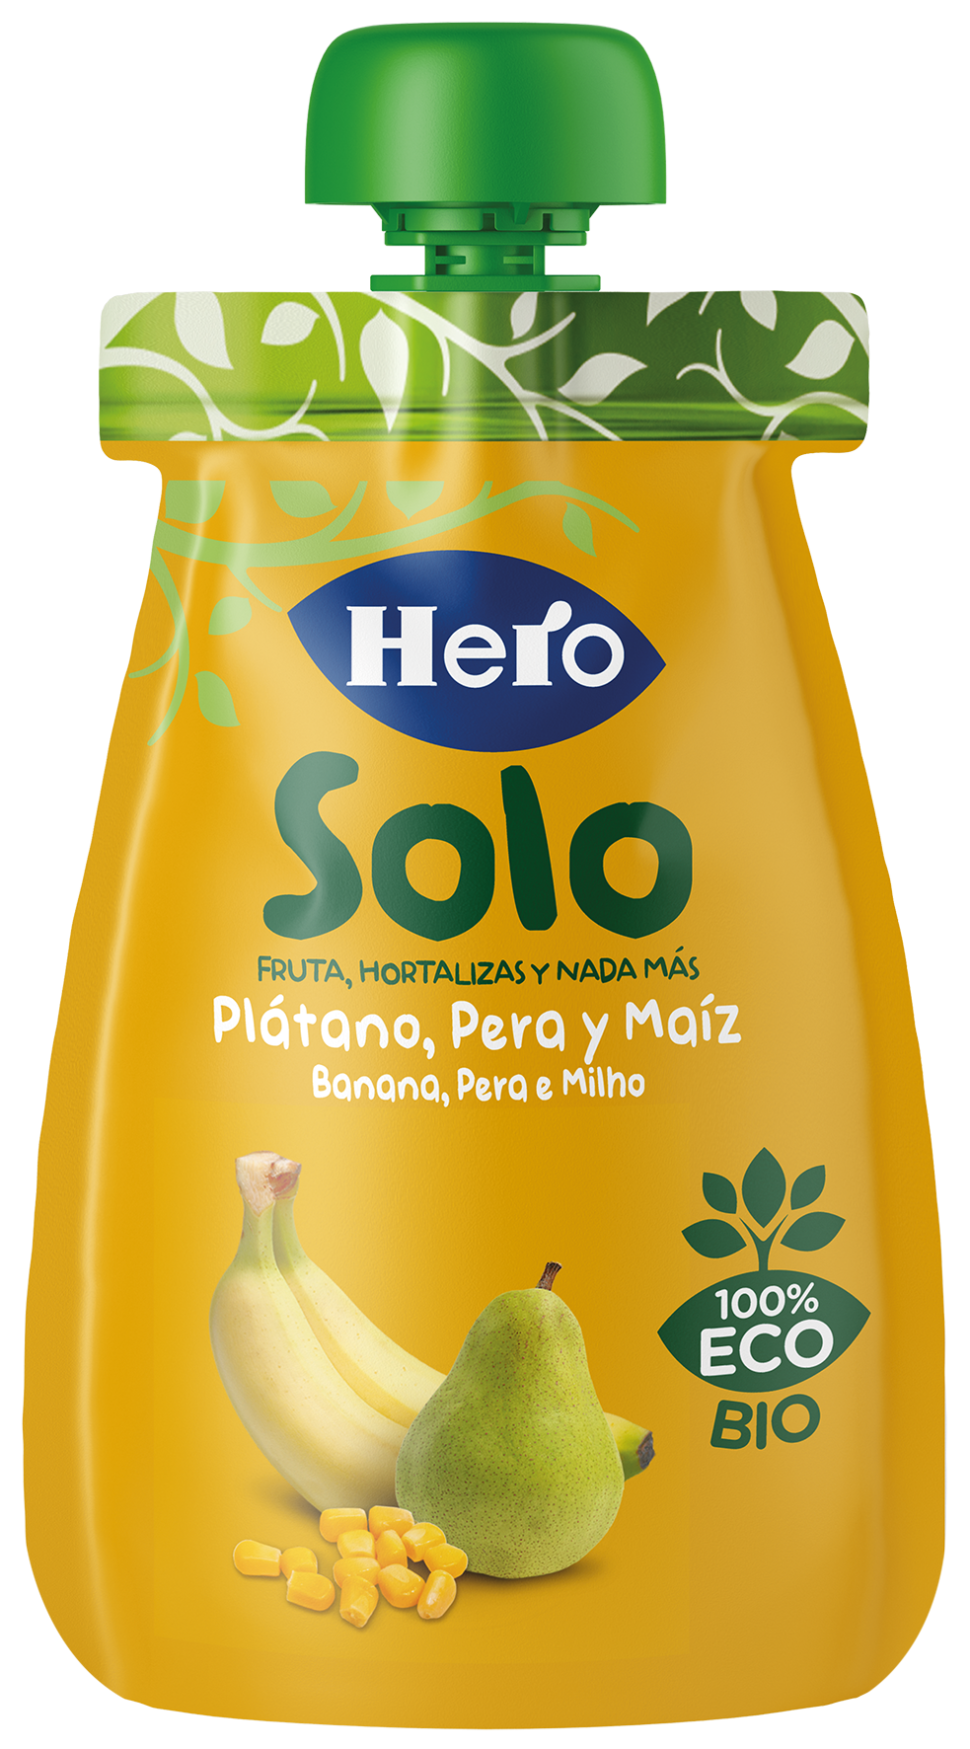 Hero
Solo
FRUTA, HORTALIZAS Y NADA MÁS
Plátano, Pera y Maíz
Banana, Pera e Milho
100%
ECO
BIO